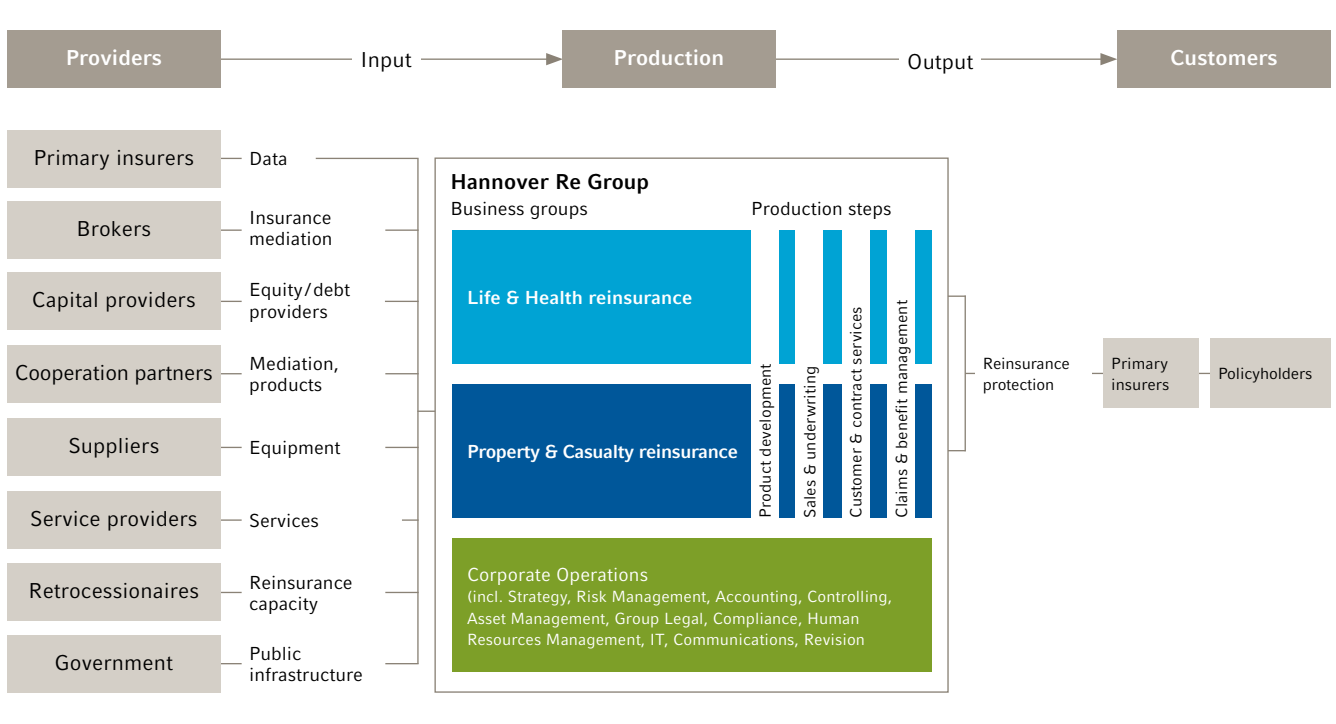 Providers
Input
Production
Output
Customers
Primary insurers
Data
Brokers
Insurance
mediation
Capital providers
Equity/debt
providers
Cooperation partners
Mediation,
products
Suppliers
Equipment
Service providers
Services
Retrocessionaires
Reinsurance
capacity
Government
Public
infrastructure
Hannover Re Group
Business groups
Production steps
Life & Health reinsurance
Property & Casualty reinsurance
Product development
Sales & underwriting
Customer & contract services
Claims & benefit management
Corporate Operations
(incl. Strategy, Risk Management, Accounting, Controlling,
Asset Management, Group Legal, Compliance, Human
Resources Management, IT, Communications, Revision
Reinsurance
protection
Primary
insurers
Policyholders